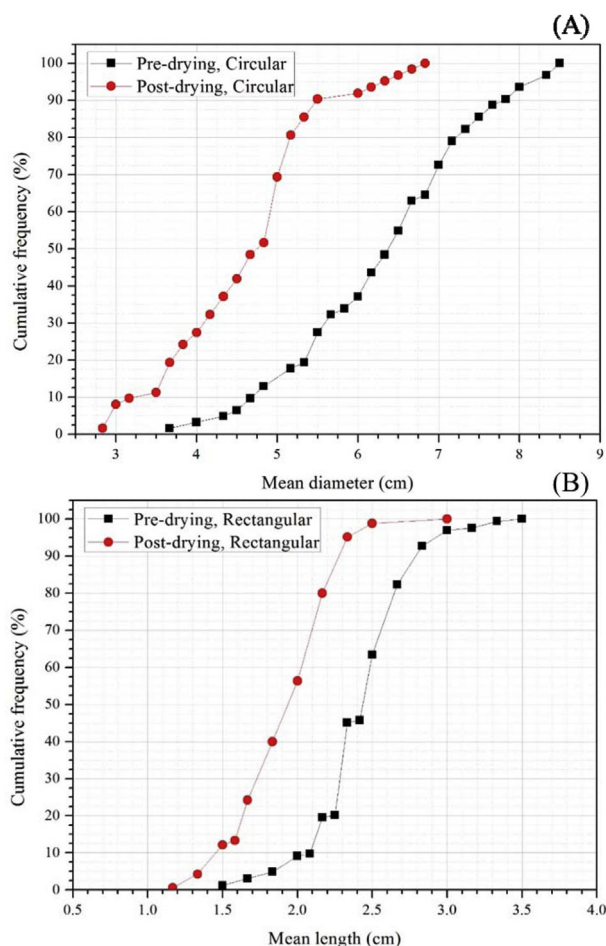 (A)
100
90
80
70
60
50
40
30
20
10
0
Cumulative frequency (%)
Pre-drying, Circular
Post-drying, Circular
3 4 5 6 7 8 9
Mean diameter (cm)
(B)
100
90
80
70
60
50
40
30
20
10
0
Cumulative frequency (%)
Pre-drying, Rectangular
Post-drying, Rectangular
0.5 1.0 1.5 2.0 2.5 3.0 3.5 4.0
Mean length (cm)